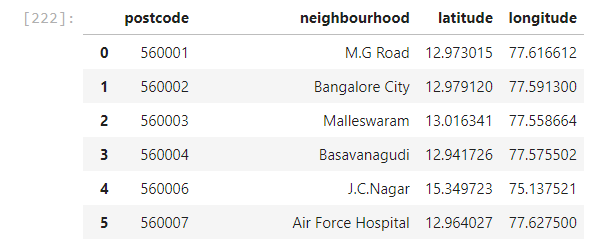 [222]:
postcode neighbourhood latitude longitude
0 560001 M.G Road 12.973015 77.616612
1 560002 Bangalore City 12.979120 77.591300
2 560003 Malleswaram 13.016341 77.558664
3 560004 Basavanagudi 12.941726 77.575502
4 560006 J.C.Nagar 15.349723 75.137521
5 560007 Air Force Hospital 12.964027 77.627500